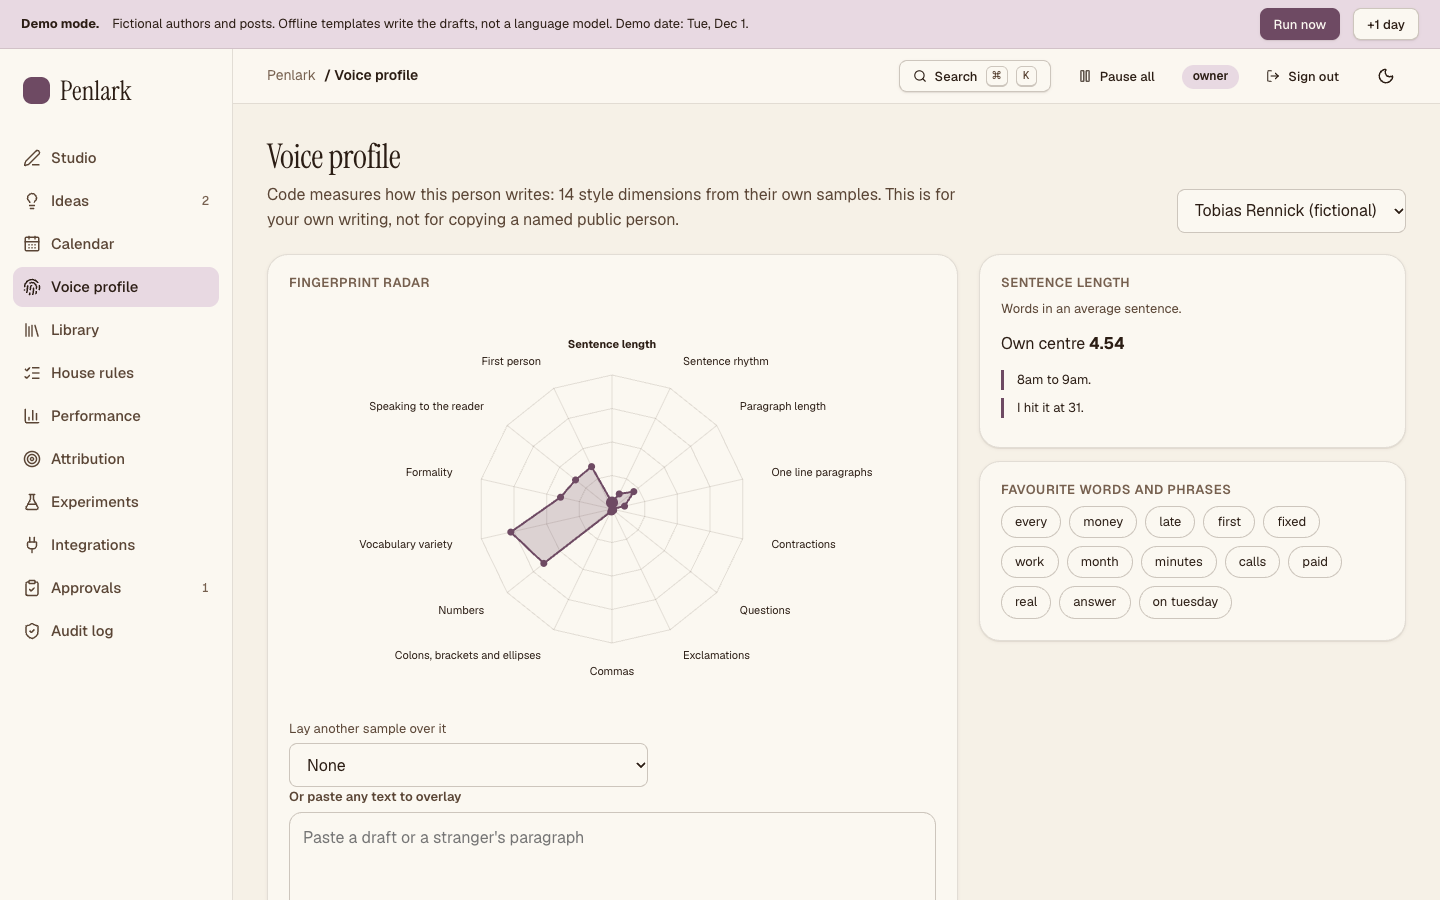 Demo mode. Fictional authors and posts. Offline templates write the drafts, not a language model. Demo date: Tue, Dec 1.
Run now
+1 day
Penlark
Penlark / Voice profile
Search ⌘ K
Pause all
owner
Sign out
Studio
Ideas 2
Calendar
Voice profile
Library
House rules
Performance
Attribution
Experiments
Integrations
Approvals 1
Audit log
Voice profile
Code measures how this person writes: 14 style dimensions from their own samples. This is for
your own writing, not for copying a named public person.
Tobias Rennick (fictional)
FINGERPRINT RADAR
Sentence length
First person
Sentence rhythm
Speaking to the reader
Paragraph length
Formality
One line paragraphs
Vocabulary variety
Contractions
Numbers
Questions
Colons, brackets and ellipses
Exclamations
Commas
Lay another sample over it
None
Or paste any text to overlay
Paste a draft or a stranger's paragraph
SENTENCE LENGTH
Words in an average sentence.
Own centre 4.54
8am to 9am.
I hit it at 31.
FAVOURITE WORDS AND PHRASES
every money late first fixed
work month minutes calls paid
real answer on tuesday